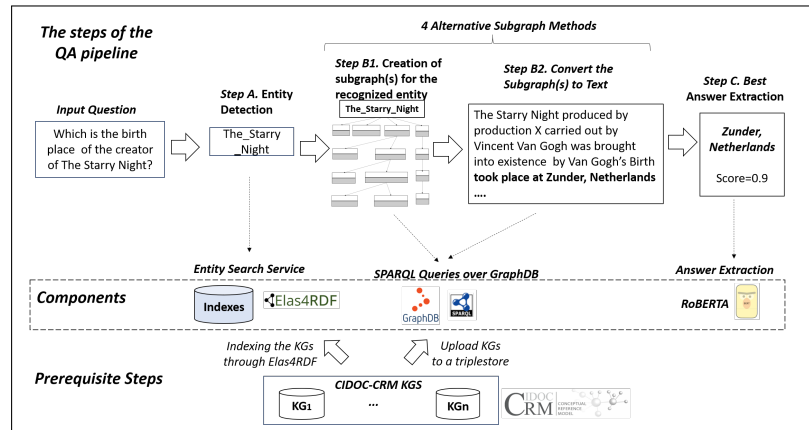 The steps of the
QA pipeline
4 Alternative Subgraph Methods
Input Question
Which is the birth
place of the creator
of The Starry Night?
Step A. Entity
Detection
The_Starry
_Night
Step B1. Creation of
subgraph(s) for the
recognized entity
The_Starry_Night
Step B2. Convert the
Subgraph(s) to Text
The Starry Night produced by
production X carried out by
Vincent Van Gogh was brought
into existence by Van Gogh's Birth
took place at Zunder, Netherlands
....
Step C. Best
Answer Extraction
Zunder,
Netherlands
Score=0.9
Components
Entity Search Service
Indexes
Elas4RDF
SPARQL Queries over GraphDB
GraphDB
SPARQL
Answer Extraction
RoBERTA
Indexing the KGs
through Elas4RDF
Upload KGs
to a triplestore
Prerequisite Steps
CIDOC-CRM KGS
KG1
...
KGn
CIDOC
CRM
CONCEPTUAL
REFERENCE
MODEL